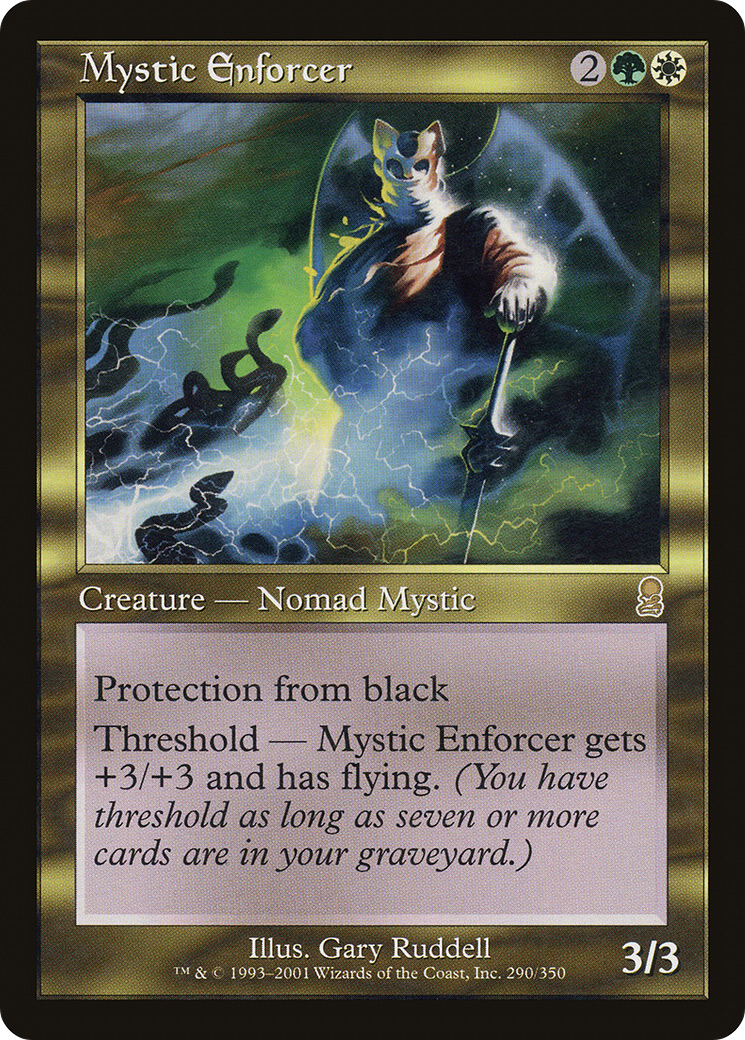 Mystic Enforcer 2
Creature — Nomad Mystic
Protection from black
Threshold — Mystic Enforcer gets
+3/+3 and has flying. (You have
threshold as long as seven or more
cards are in your graveyard.)
Illus. Gary Ruddell
™ & © 1993–2001 Wizards of the Coast, Inc. 290/350
3/3